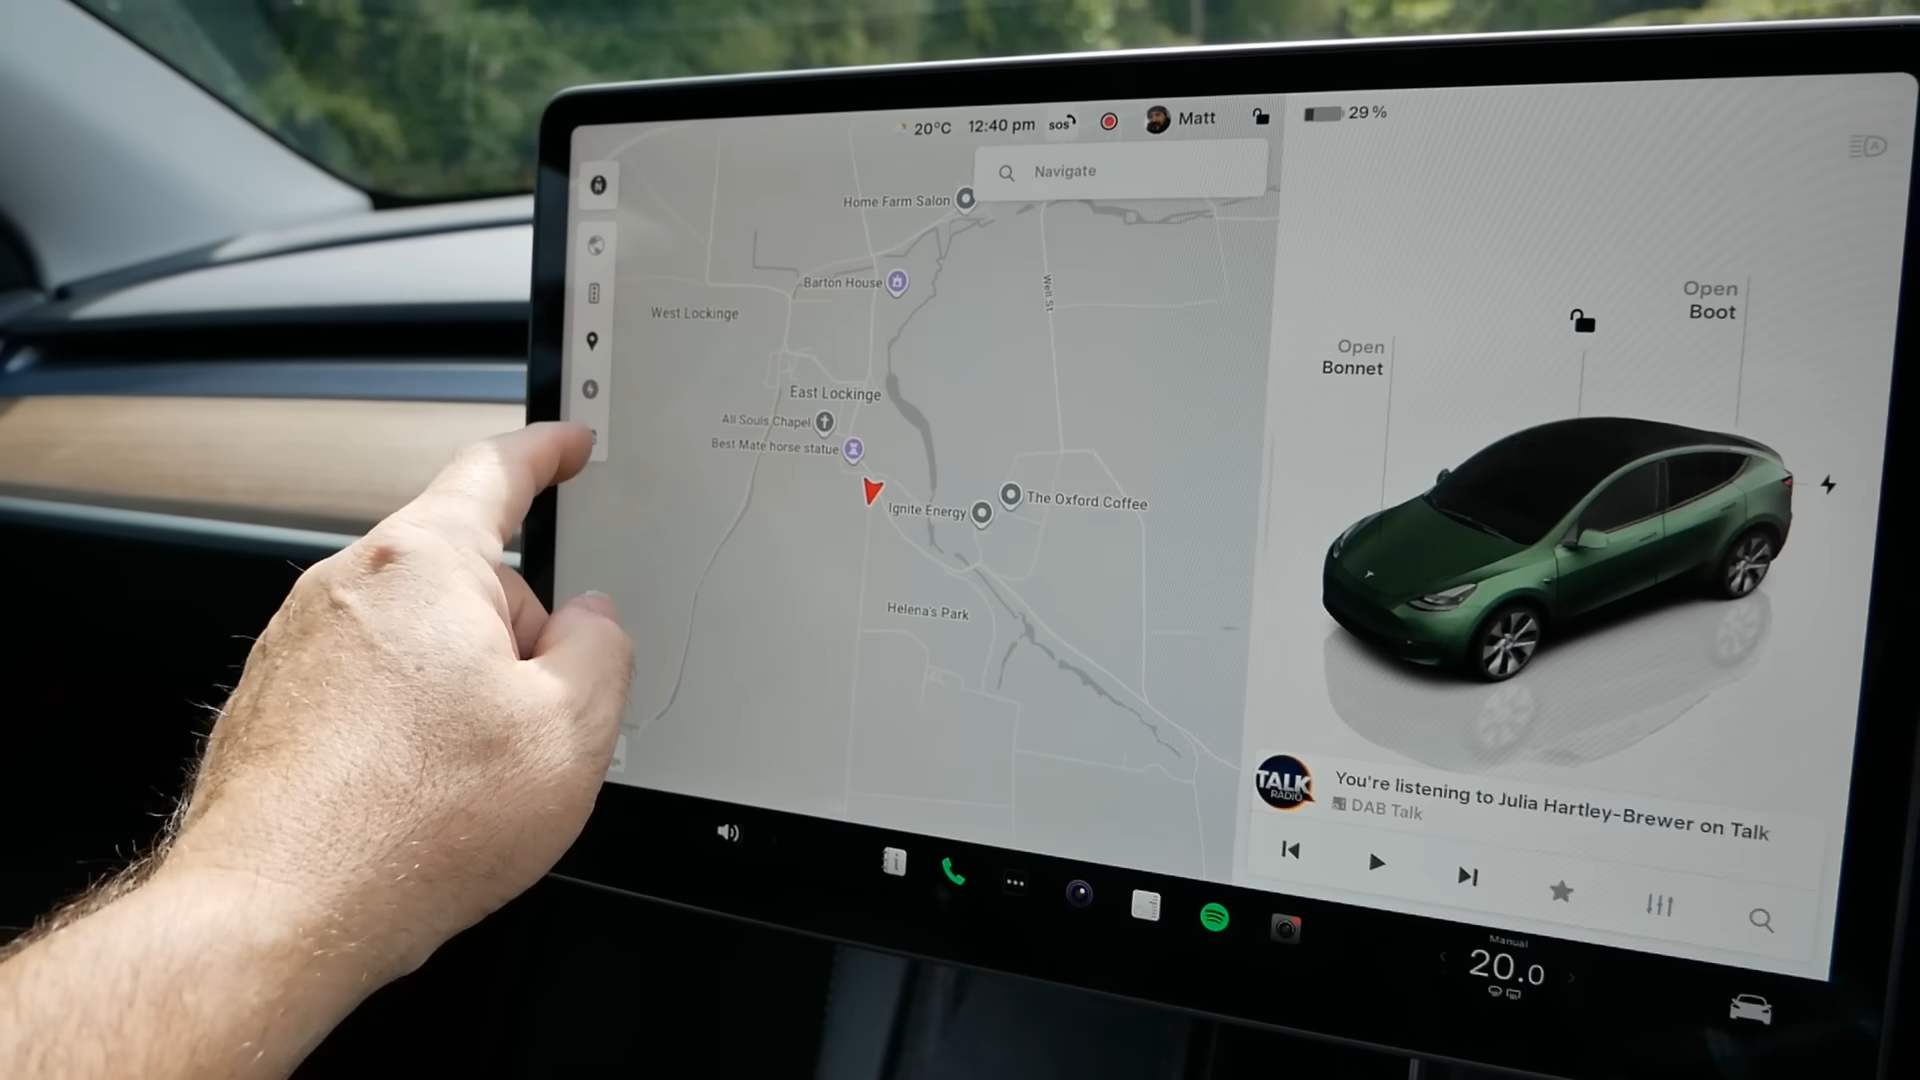 20°C 12:40 pm SOS Matt 29 %
Navigate
Home Farm Salon
Barton House
Well St
West Lockinge
East Lockinge
All Souls Chapel
Best Mate horse statue
Ignite Energy
The Oxford Coffee
Helena's Park
Open
Boot
Open
Bonnet
TALK
RADIO
You're listening to Julia Hartley-Brewer on Talk
DAB Talk
Manual
20.0